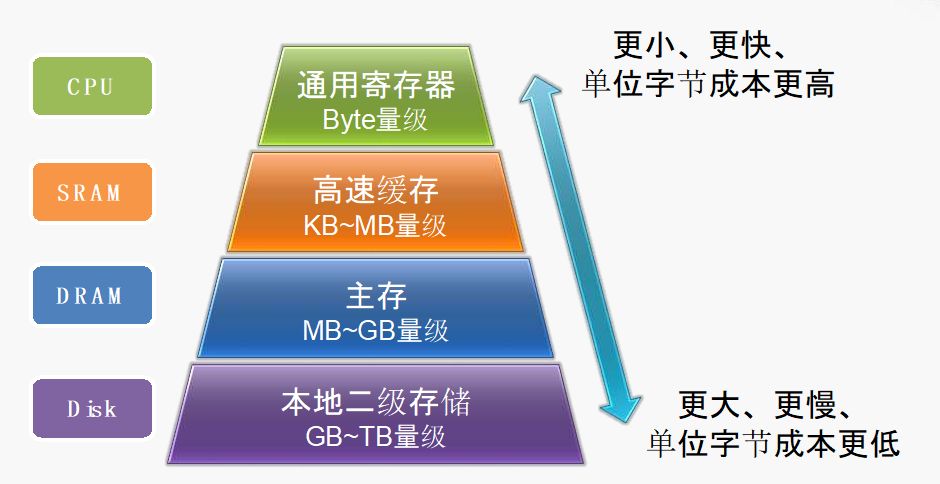 更小、更快、
单位字节成本更高
CPU
通用寄存器
Byte量级
SRAM
高速缓存
KB~MB量级
DRAM
主存
MB~GB量级
Disk
本地二级存储
GB~TB量级
更大、更慢、
单位字节成本更低